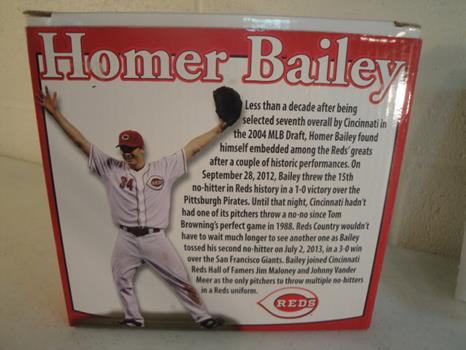 Homer Bailey
Less than a decade after being
selected seventh overall by Cincinnati in
the 2004 MLB Draft, Homer Bailey found
himself embedded among the Reds' greats
after a couple of historic performances. On
September 28, 2012, Bailey threw the 15th
no-hitter in Reds history in a 1-0 victory over the
Pittsburgh Pirates. Until that night, Cincinnati hadn't
had one of its pitchers throw a no-no since Tom
Browning's perfect game in 1988. Reds Country wouldn't
have to wait much longer to see another one as Bailey
tossed his second no-hitter on July 2, 2013, in a 3-0 win
over the San Francisco Giants. Bailey joined Cincinnati
Reds Hall of Famers Jim Maloney and Johnny Vander
Meer as the only pitchers to throw multiple no-hitters
in a Reds uniform.
34
REDS